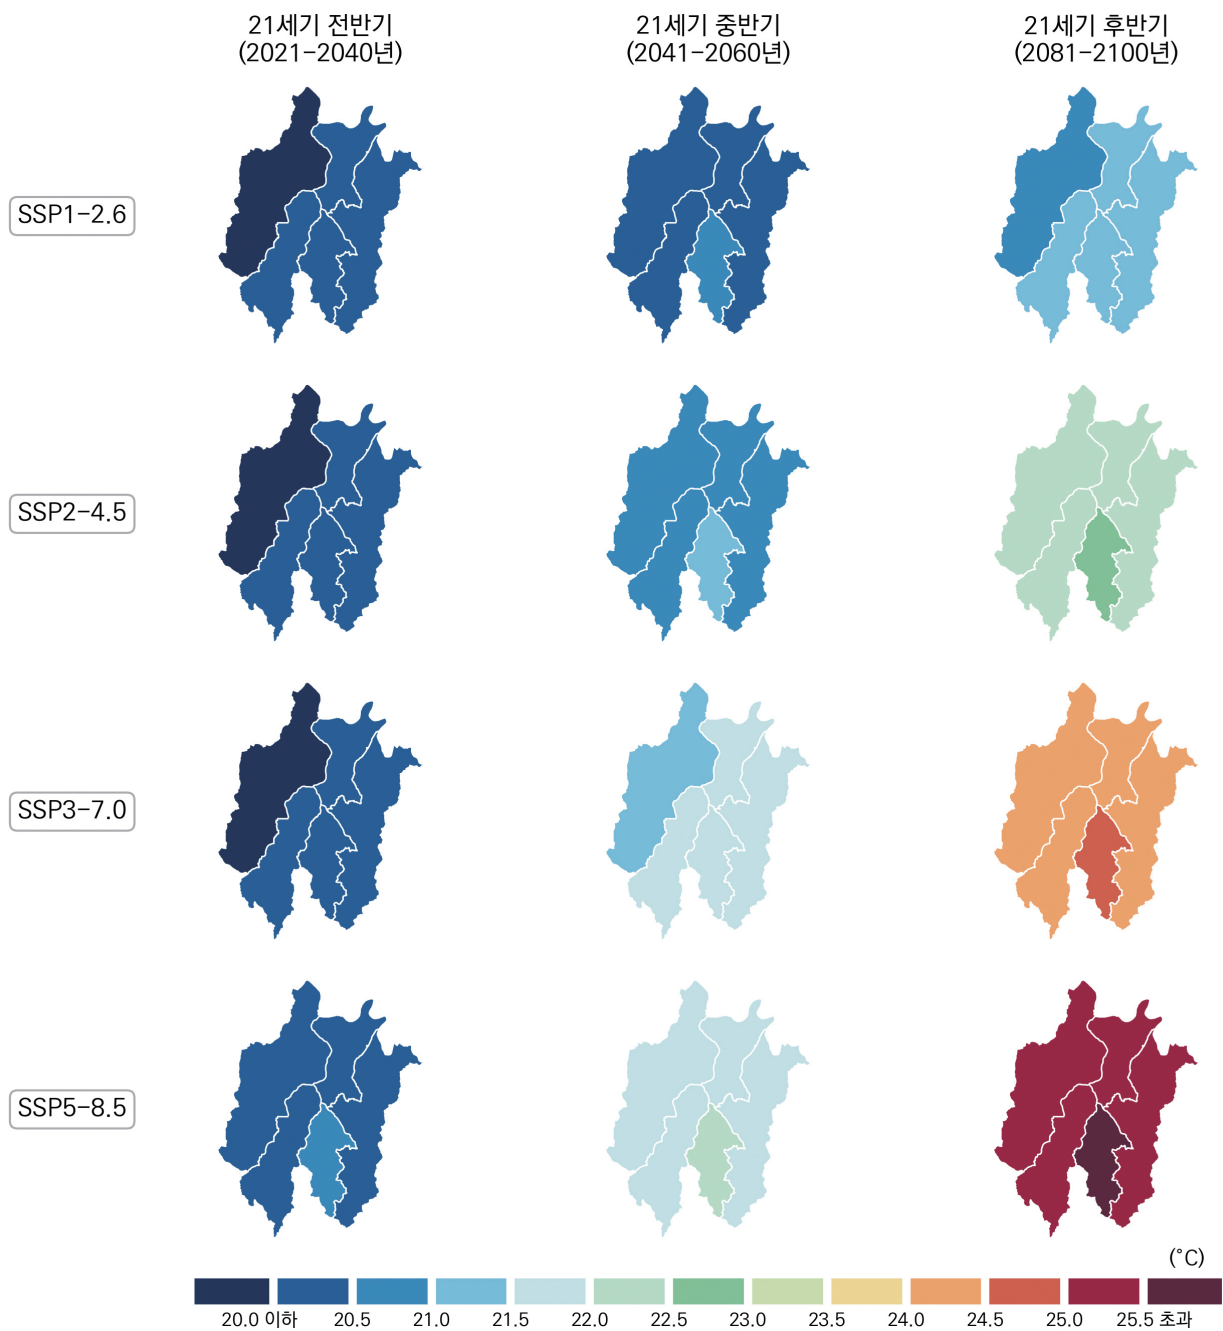 21세기 전반기
(2021-2040년)
21세기 중반기
(2041-2060년)
21세기 후반기
(2081-2100년)
SSP1-2.6
SSP2-4.5
SSP3-7.0
SSP5-8.5
(°C)
20.0 이하 20.5 21.0 21.5 22.0 22.5 23.0 23.5 24.0 24.5 25.0 25.5 초과